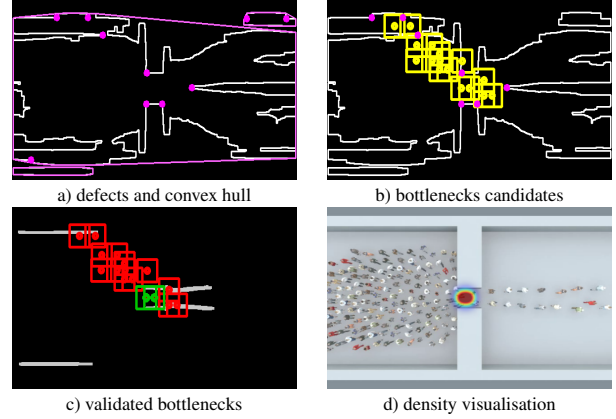 a) defects and convex hull
b) bottlenecks candidates
c) validated bottlenecks
d) density visualisation